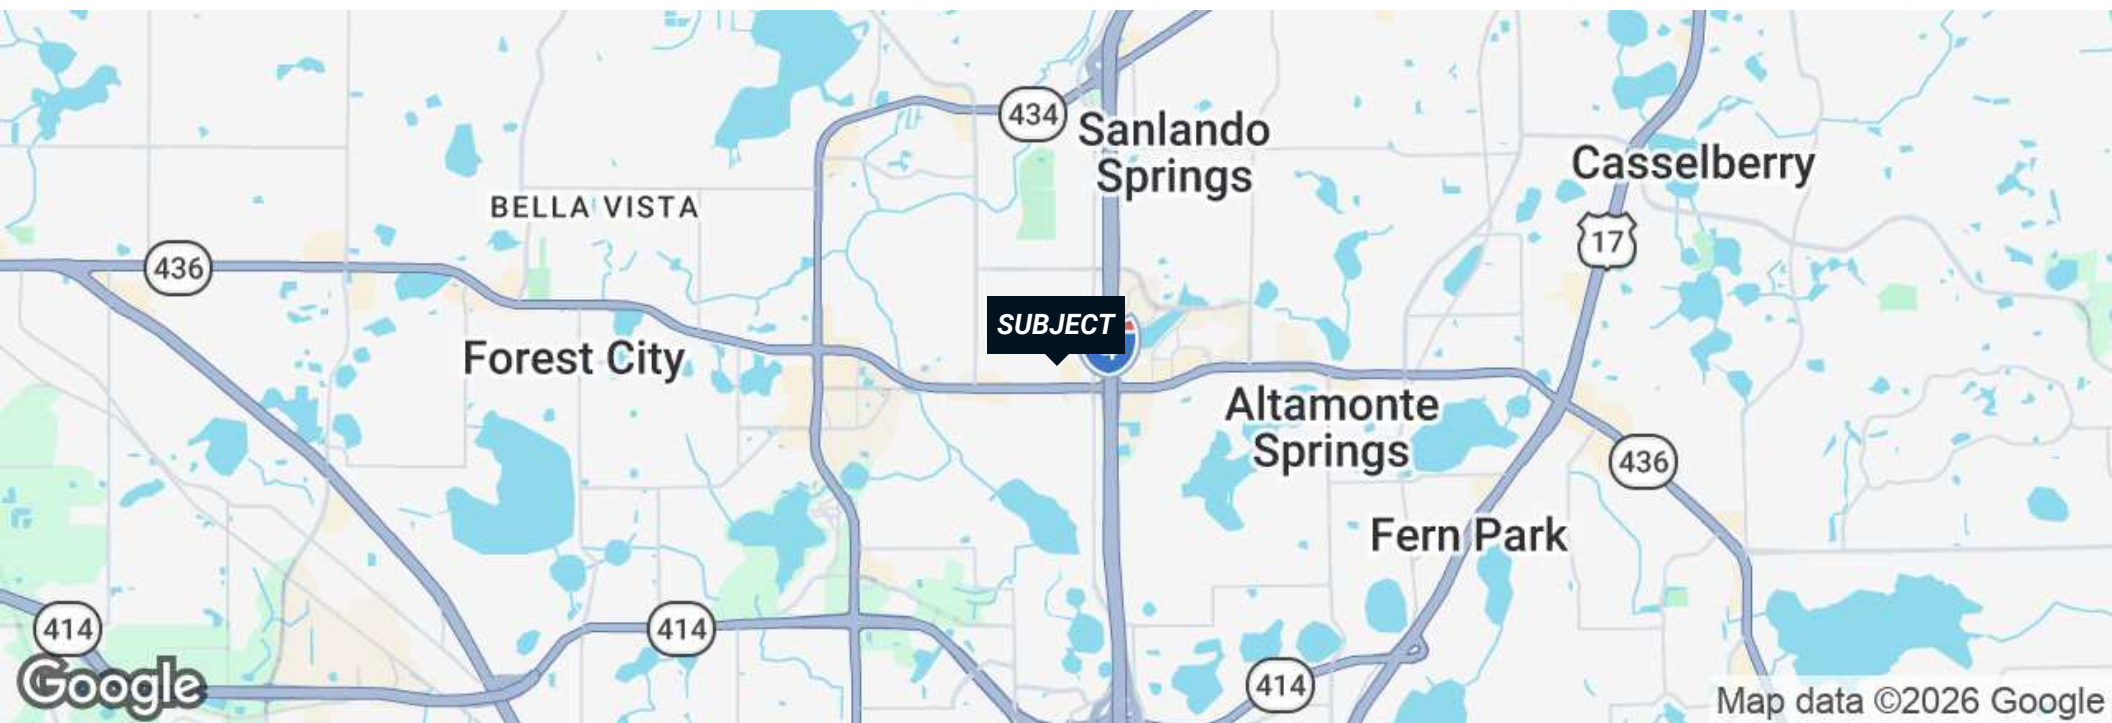 434
Sanlando
Springs
Casselberry
BELLA VISTA
17
436
SUBJECT
4
Forest City
Altamonte
Springs
436
Fern Park
414
414
414
Google
Map data ©2026 Google